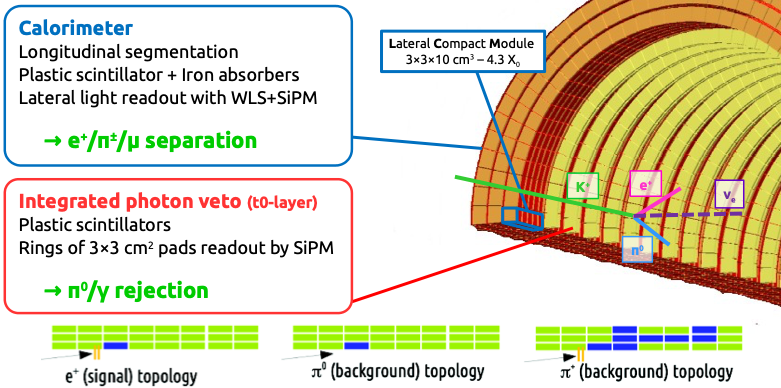 Calorimeter
Longitudinal segmentation
Plastic scintillator + Iron absorbers
Lateral light readout with WLS+SiPM
→ e⁺/π±/μ separation
Lateral Compact Module
3×3×10 cm³ – 4.3 X₀
Integrated photon veto (t0-layer)
Plastic scintillators
Rings of 3×3 cm² pads readout by SiPM
→ π⁰/γ rejection
K⁺
e⁺
νₑ
π⁰
e⁺ (signal) topology
π⁰ (background) topology
π⁺ (background) topology